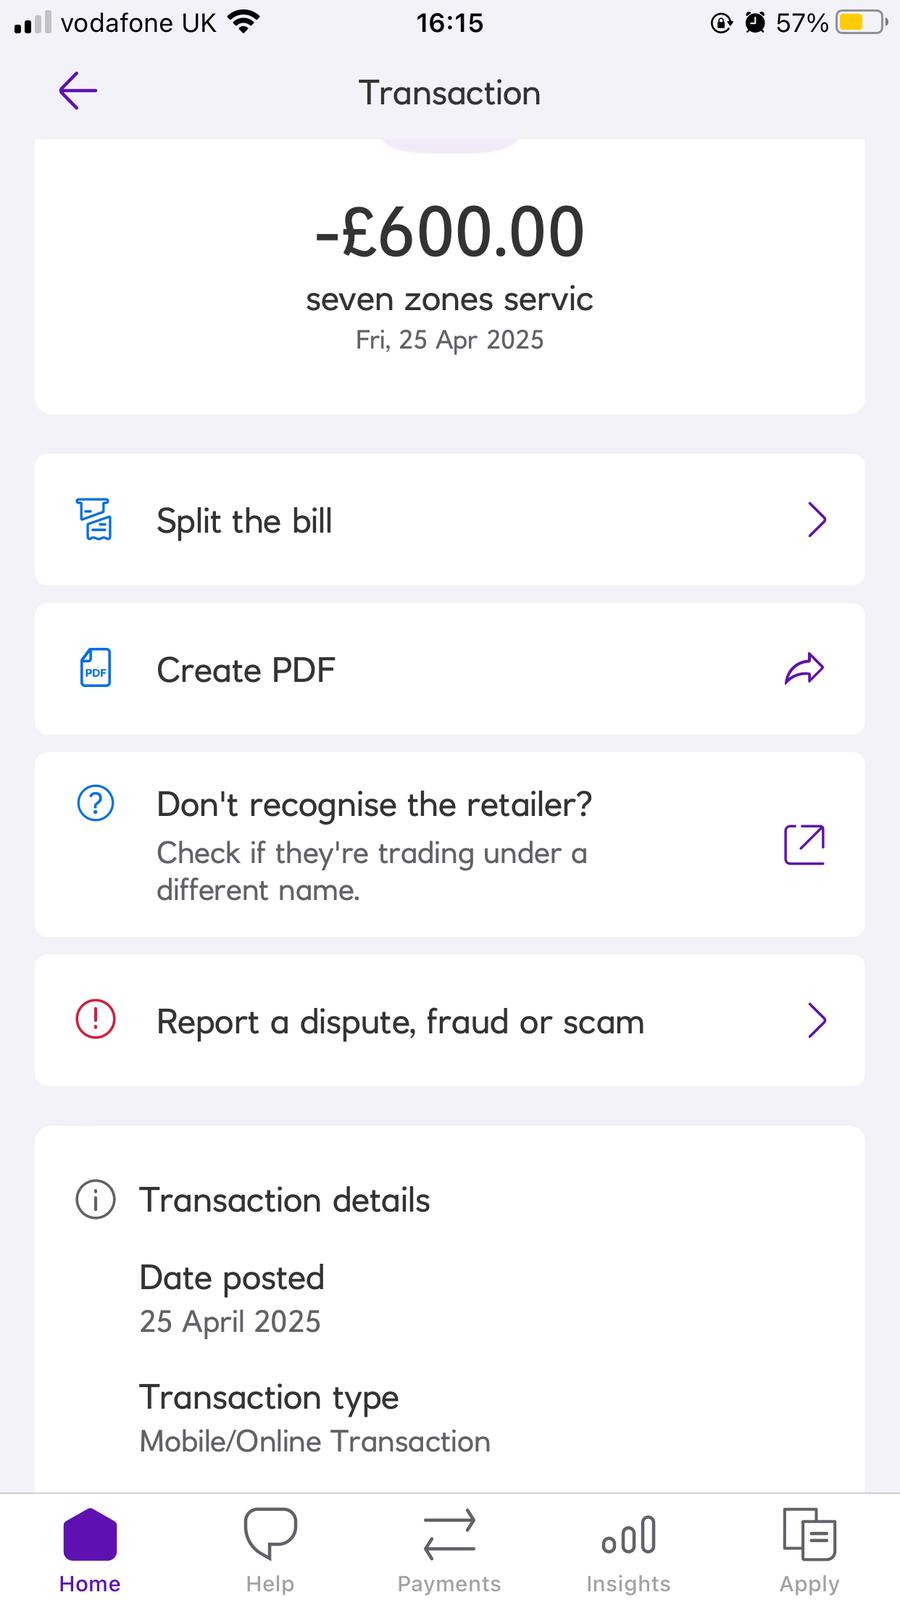 vodafone UK 16:15 57%
Transaction
-£600.00
seven zones servic
Fri, 25 Apr 2025
Split the bill
PDF Create PDF
Don't recognise the retailer?
Check if they're trading under a
different name.
Report a dispute, fraud or scam
Transaction details
Date posted
25 April 2025
Transaction type
Mobile/Online Transaction
Home Help Payments Insights Apply